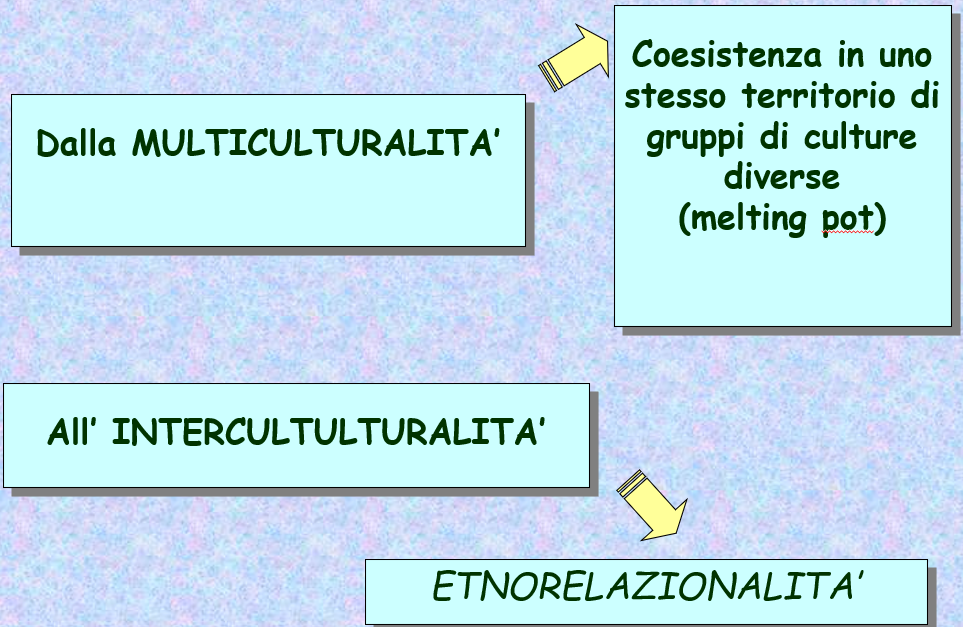 Dalla MULTICULTURALITA’
Coesistenza in uno
stesso territorio di
gruppi di culture
diverse
(melting pot)
All’ INTERCULTULTURALITA’
ETNORELAZIONALITA’